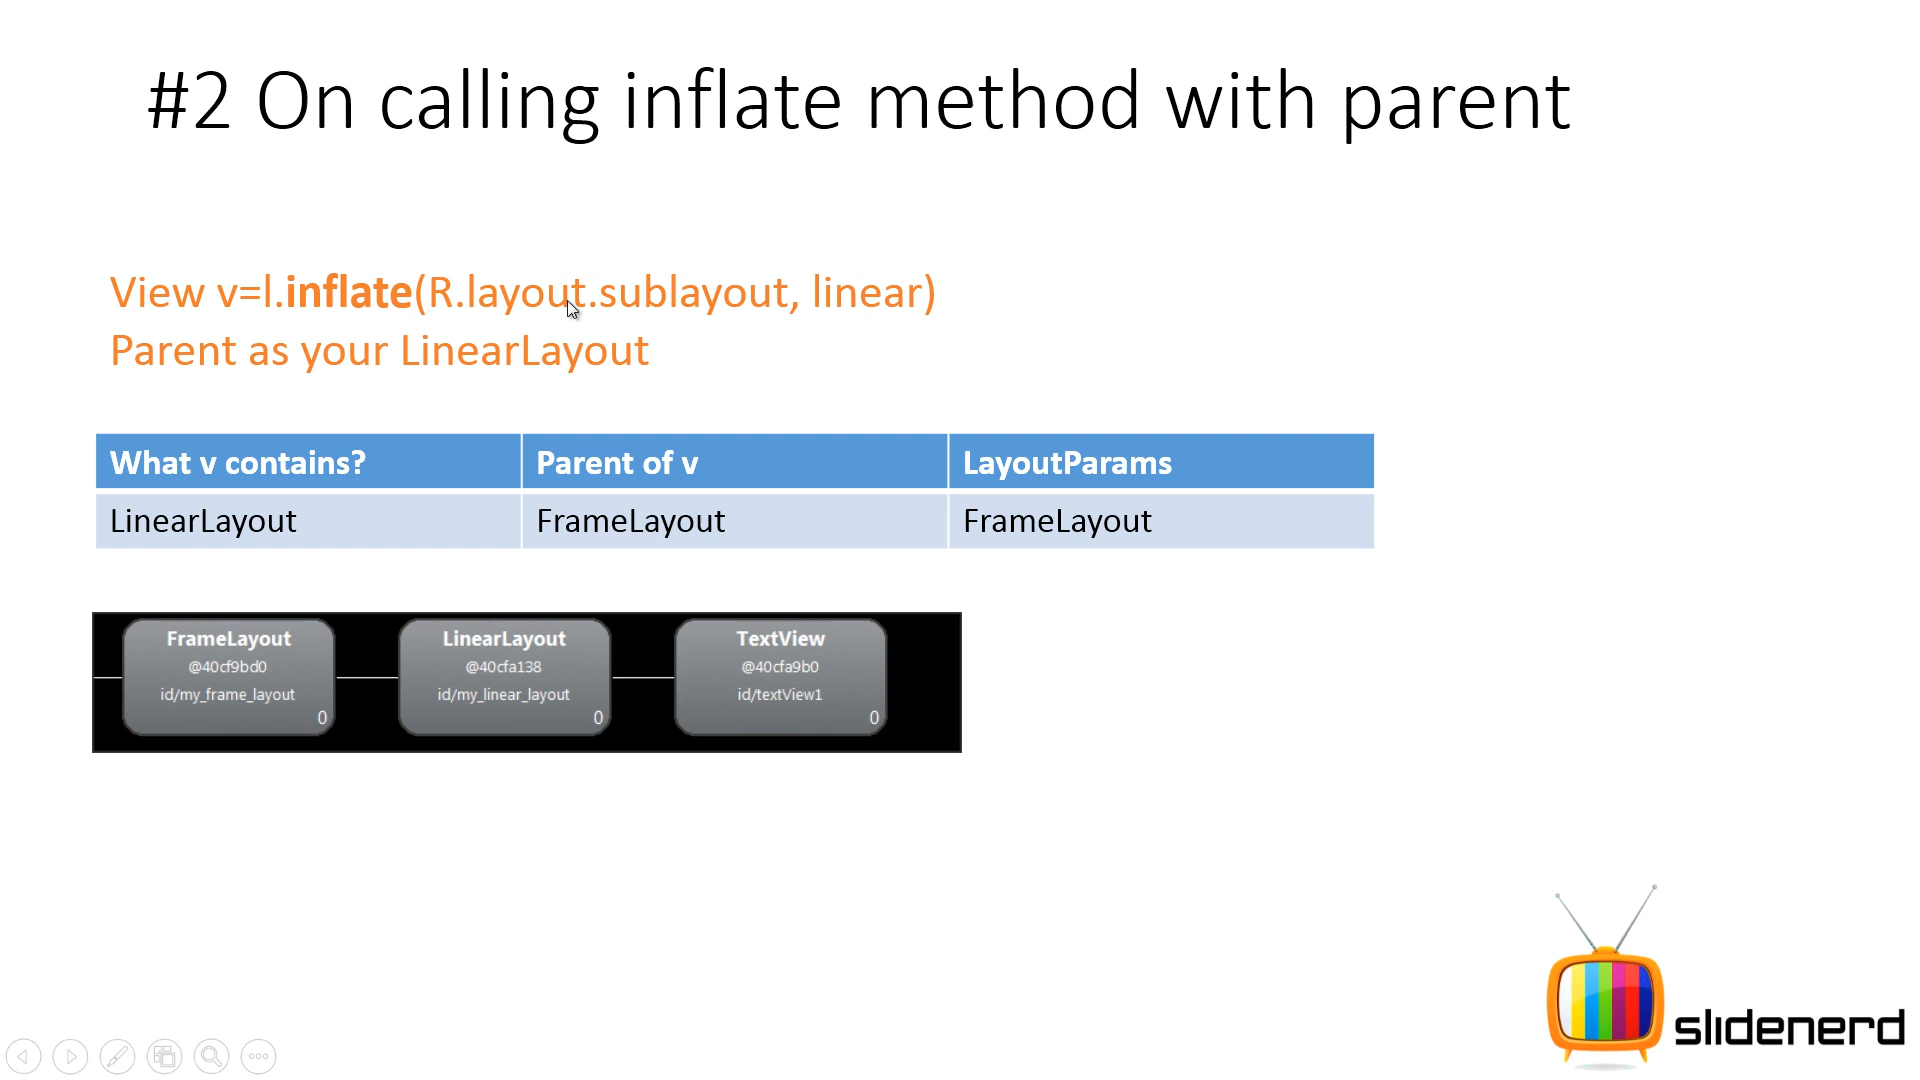 #2 On calling inflate method with parent
View v=l.inflate(R.layout.sublayout, linear)
Parent as your LinearLayout
What v contains? Parent of v LayoutParams
LinearLayout FrameLayout FrameLayout
FrameLayout LinearLayout TextView
@40cf9bd0 @40cfa138 @40cfa9b0
id/my_frame_layout id/my_linear_layout id/textView1
0 0 0
slidenerd